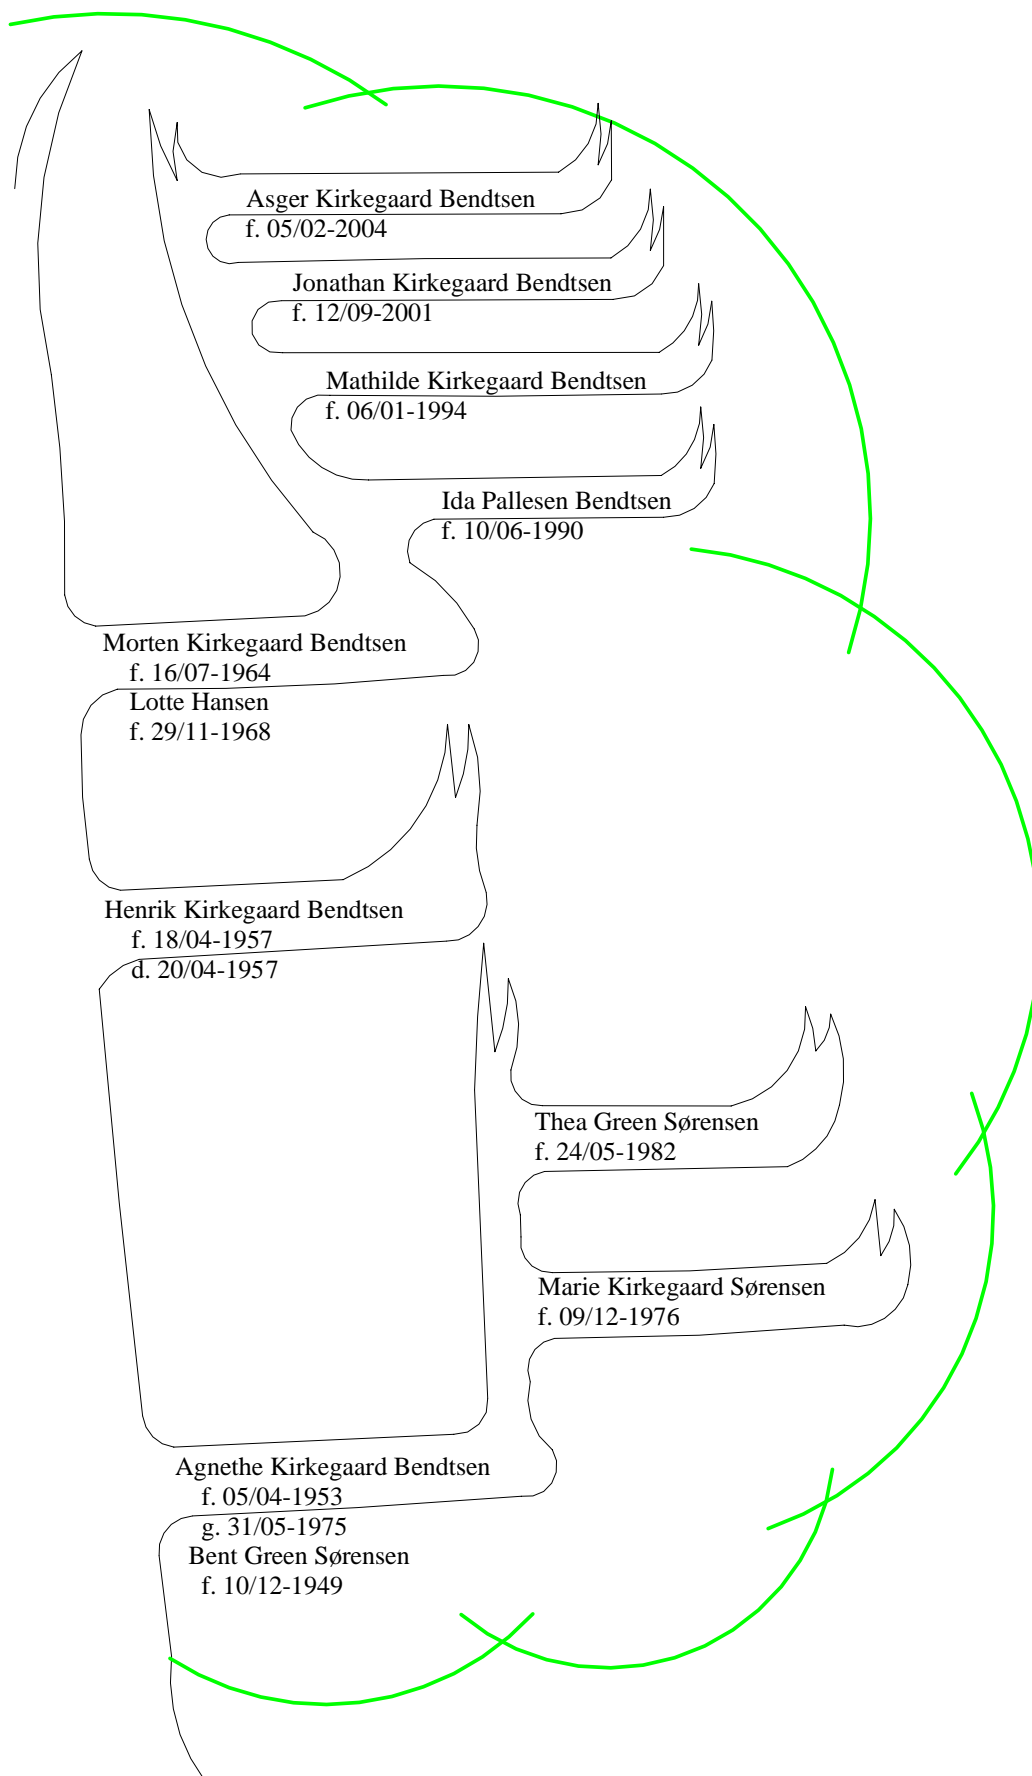 Asger Kirkegaard Bendtsen
f. 05/02-2004
Jonathan Kirkegaard Bendtsen
f. 12/09-2001
Mathilde Kirkegaard Bendtsen
f. 06/01-1994
Ida Pallesen Bendtsen
f. 10/06-1990
Morten Kirkegaard Bendtsen
f. 16/07-1964
Lotte Hansen
f. 29/11-1968
Henrik Kirkegaard Bendtsen
f. 18/04-1957
d. 20/04-1957
Thea Green Sørensen
f. 24/05-1982
Marie Kirkegaard Sørensen
f. 09/12-1976
Agnethe Kirkegaard Bendtsen
f. 05/04-1953
g. 31/05-1975
Bent Green Sørensen
f. 10/12-1949